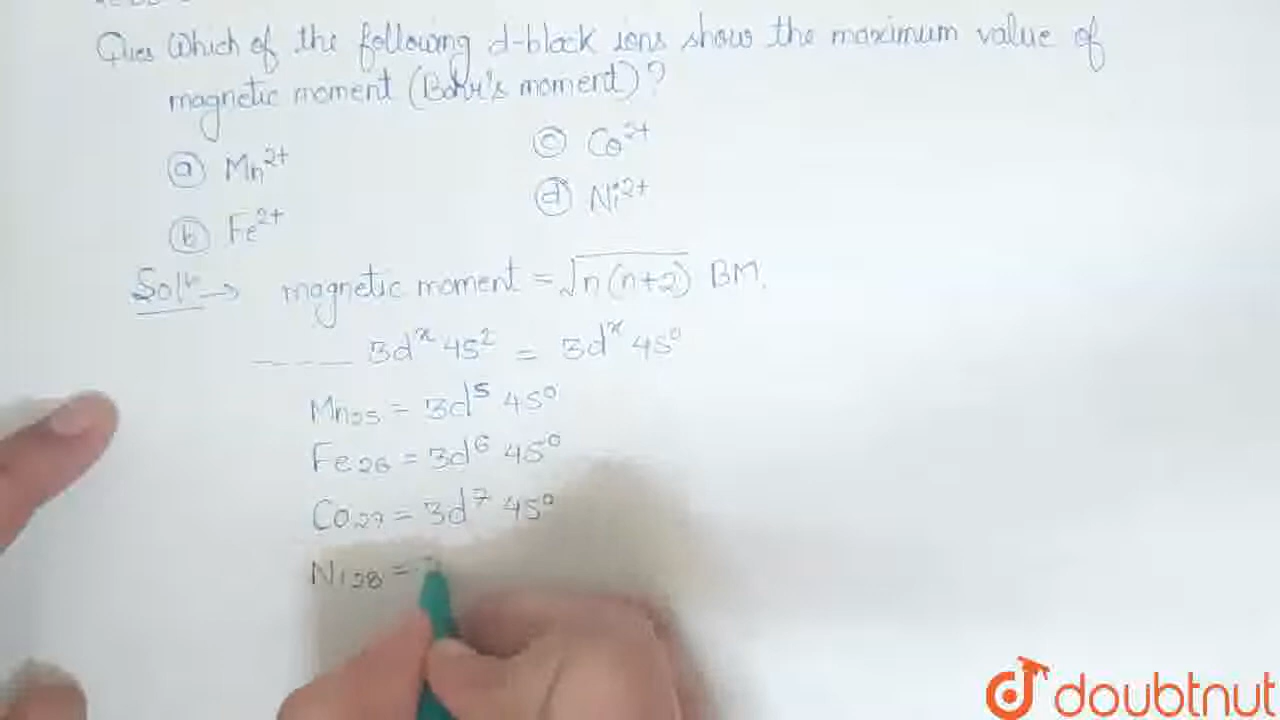 Ques Which of the following d-block ions show the maximum value of
magnetic moment (Bohr's moment)?
(a) Mn²⁺
(c) Co²⁺
(b) Fe²⁺
(d) Ni²⁺
Solⁿ → magnetic moment = √n(n+2) BM.
------ 3dˣ 4s² = 3dˣ 4s⁰
Mn₂₅ = 3d⁵ 4s⁰
Fe₂₆ = 3d⁶ 4s⁰
Co₂₇ = 3d⁷ 4s⁰
Ni₂₈ =
doubtnut